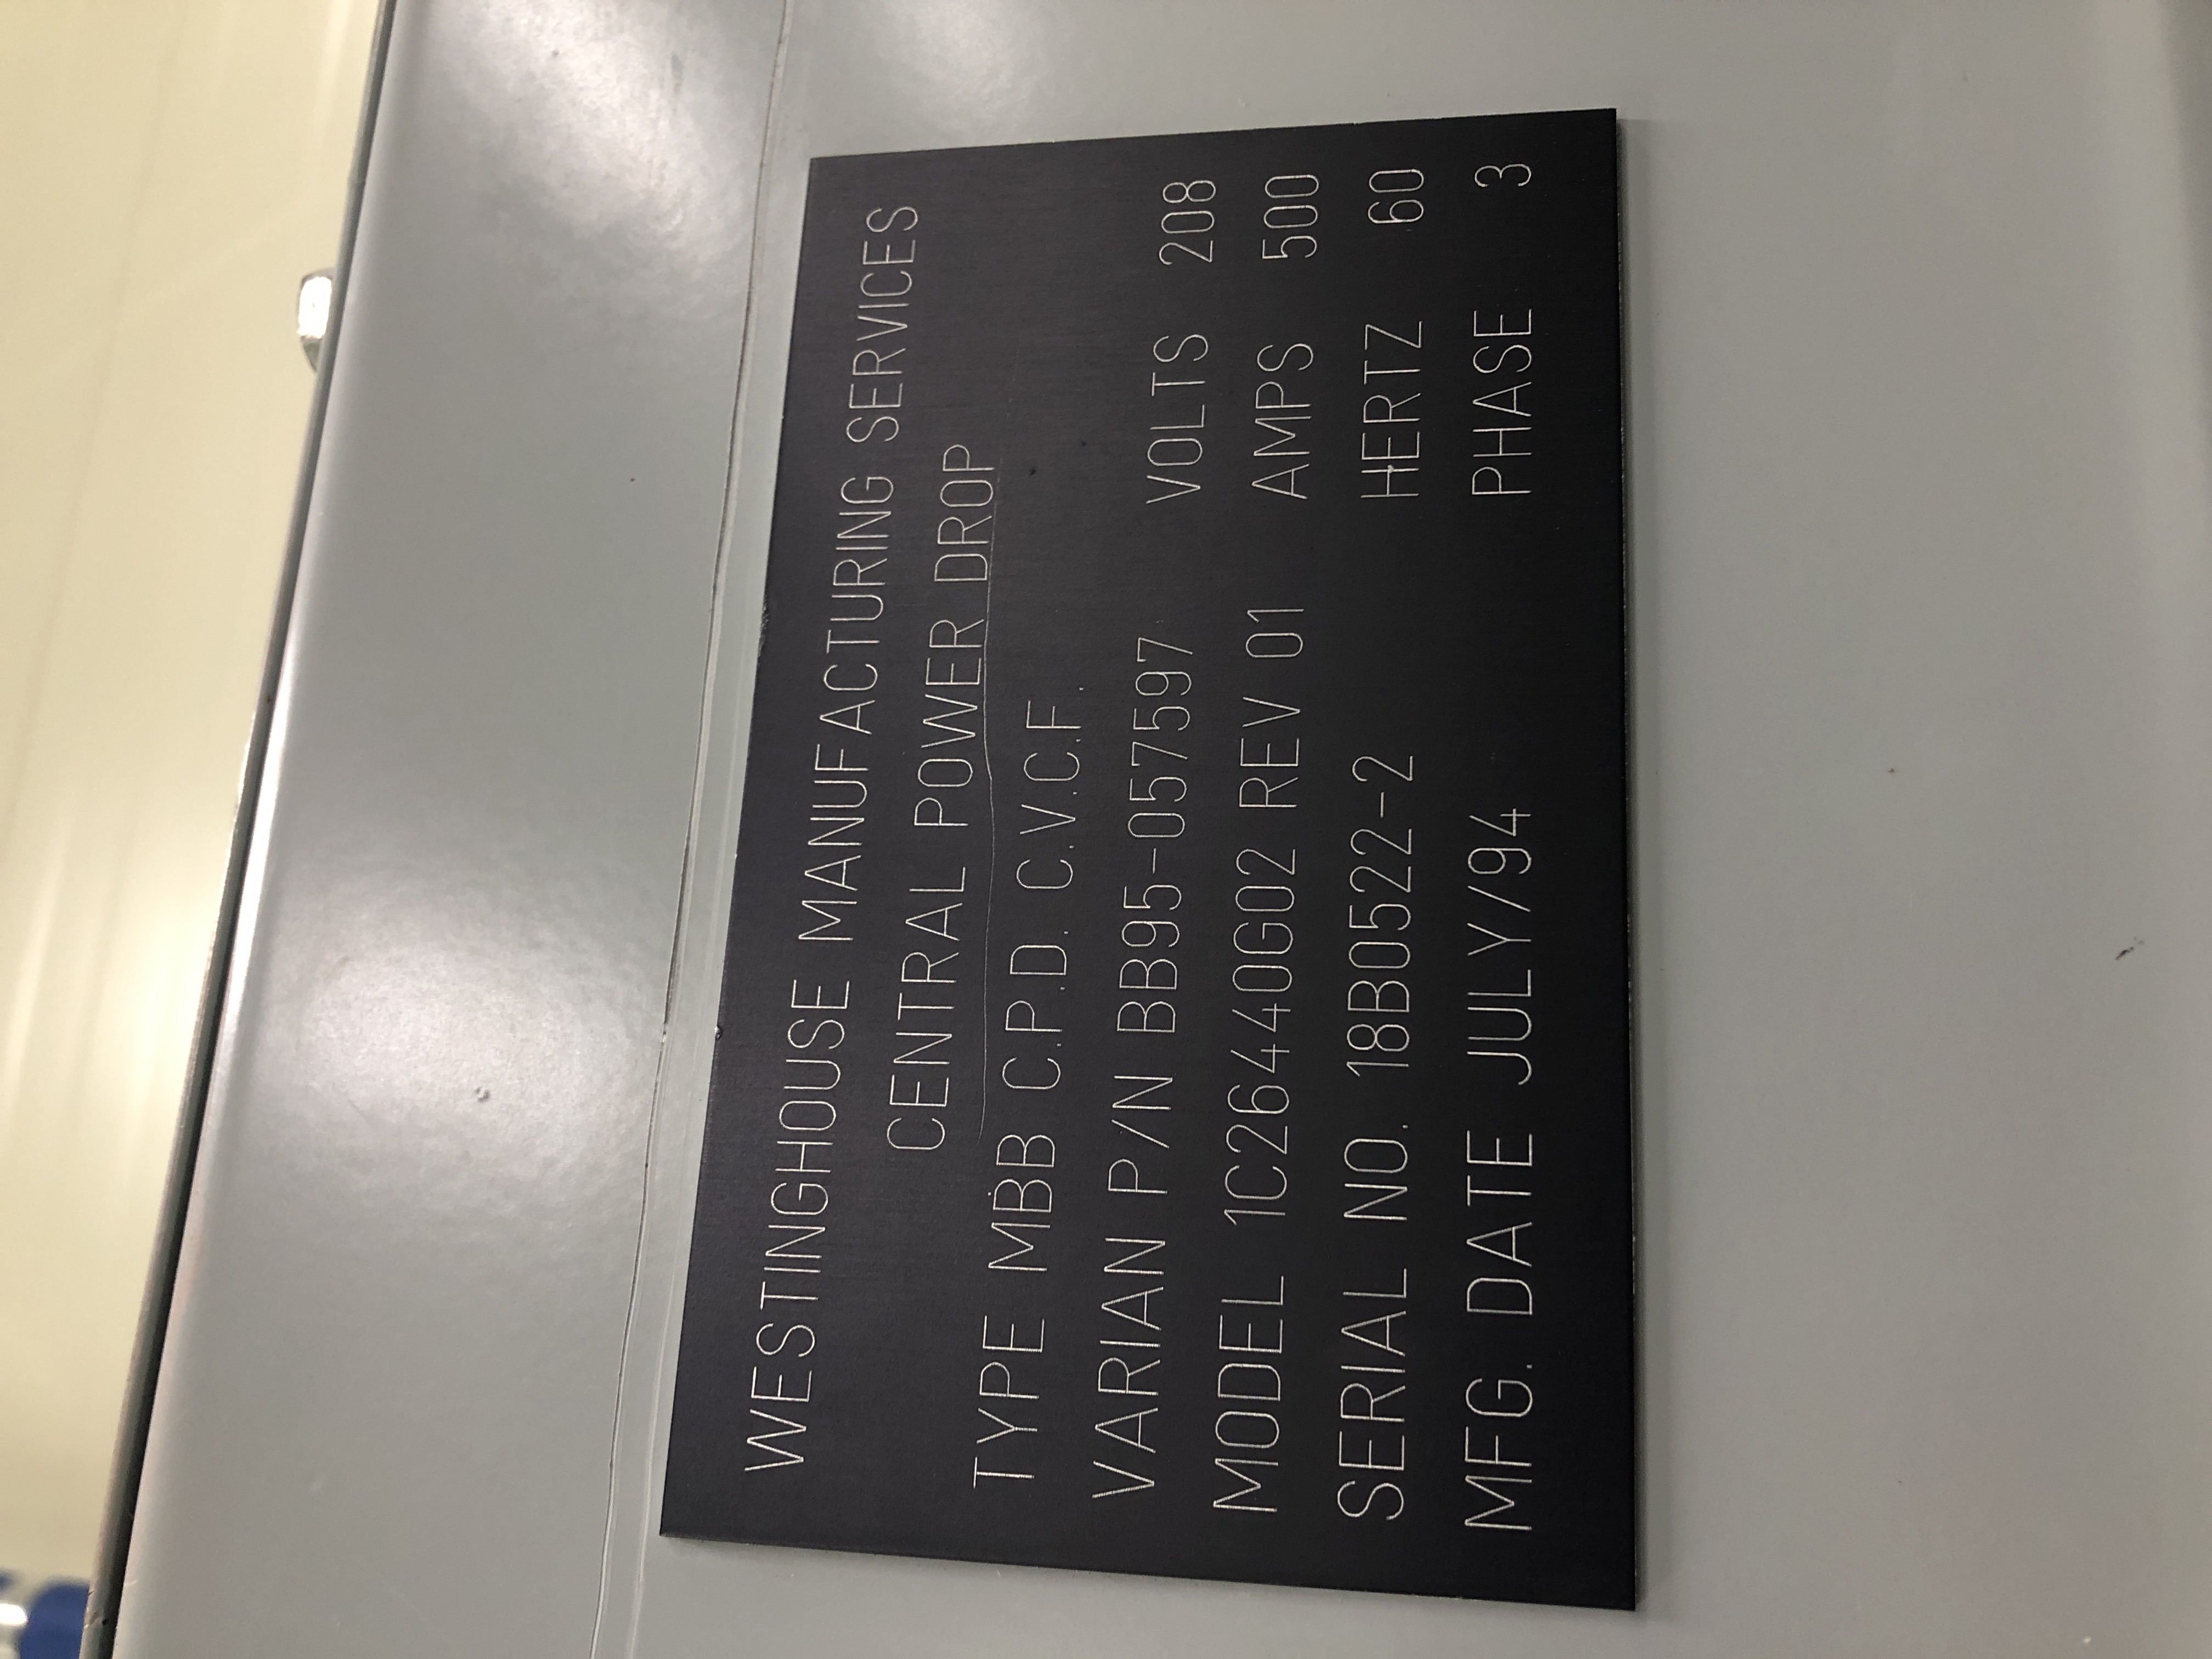 WESTINGHOUSE MANUFACTURING SERVICES
CENTRAL POWER DROP
TYPE MBB C.P.D. C.V.C.F.
VARIAN P/N BB95-057597 VOLTS 208
MODEL 1C26440G02 REV 01 AMPS 500
SERIAL NO. 18B0522-2 HERTZ 60
MFG. DATE JULY/94 PHASE 3